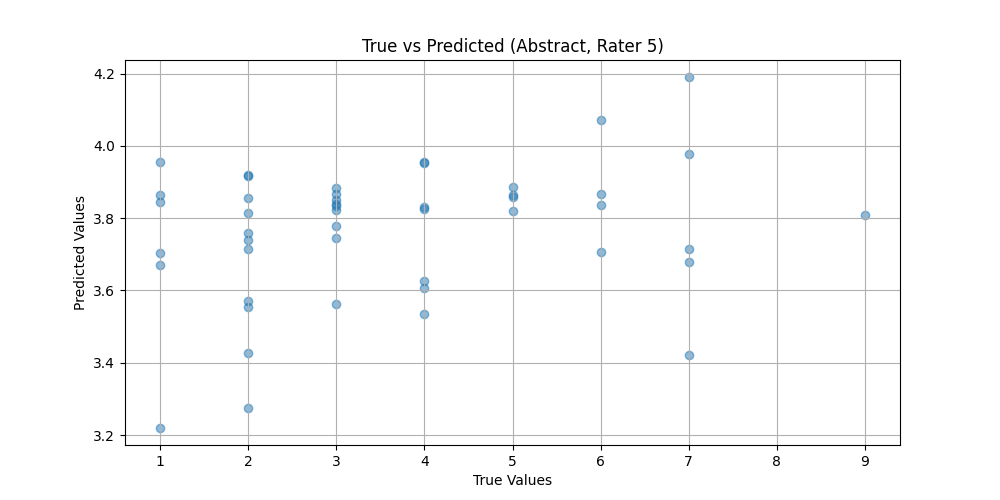 True vs Predicted (Abstract, Rater 5)
Predicted Values
4.2
4.0
3.8
3.6
3.4
3.2
1 2 3 4 5 6 7 8 9
True Values